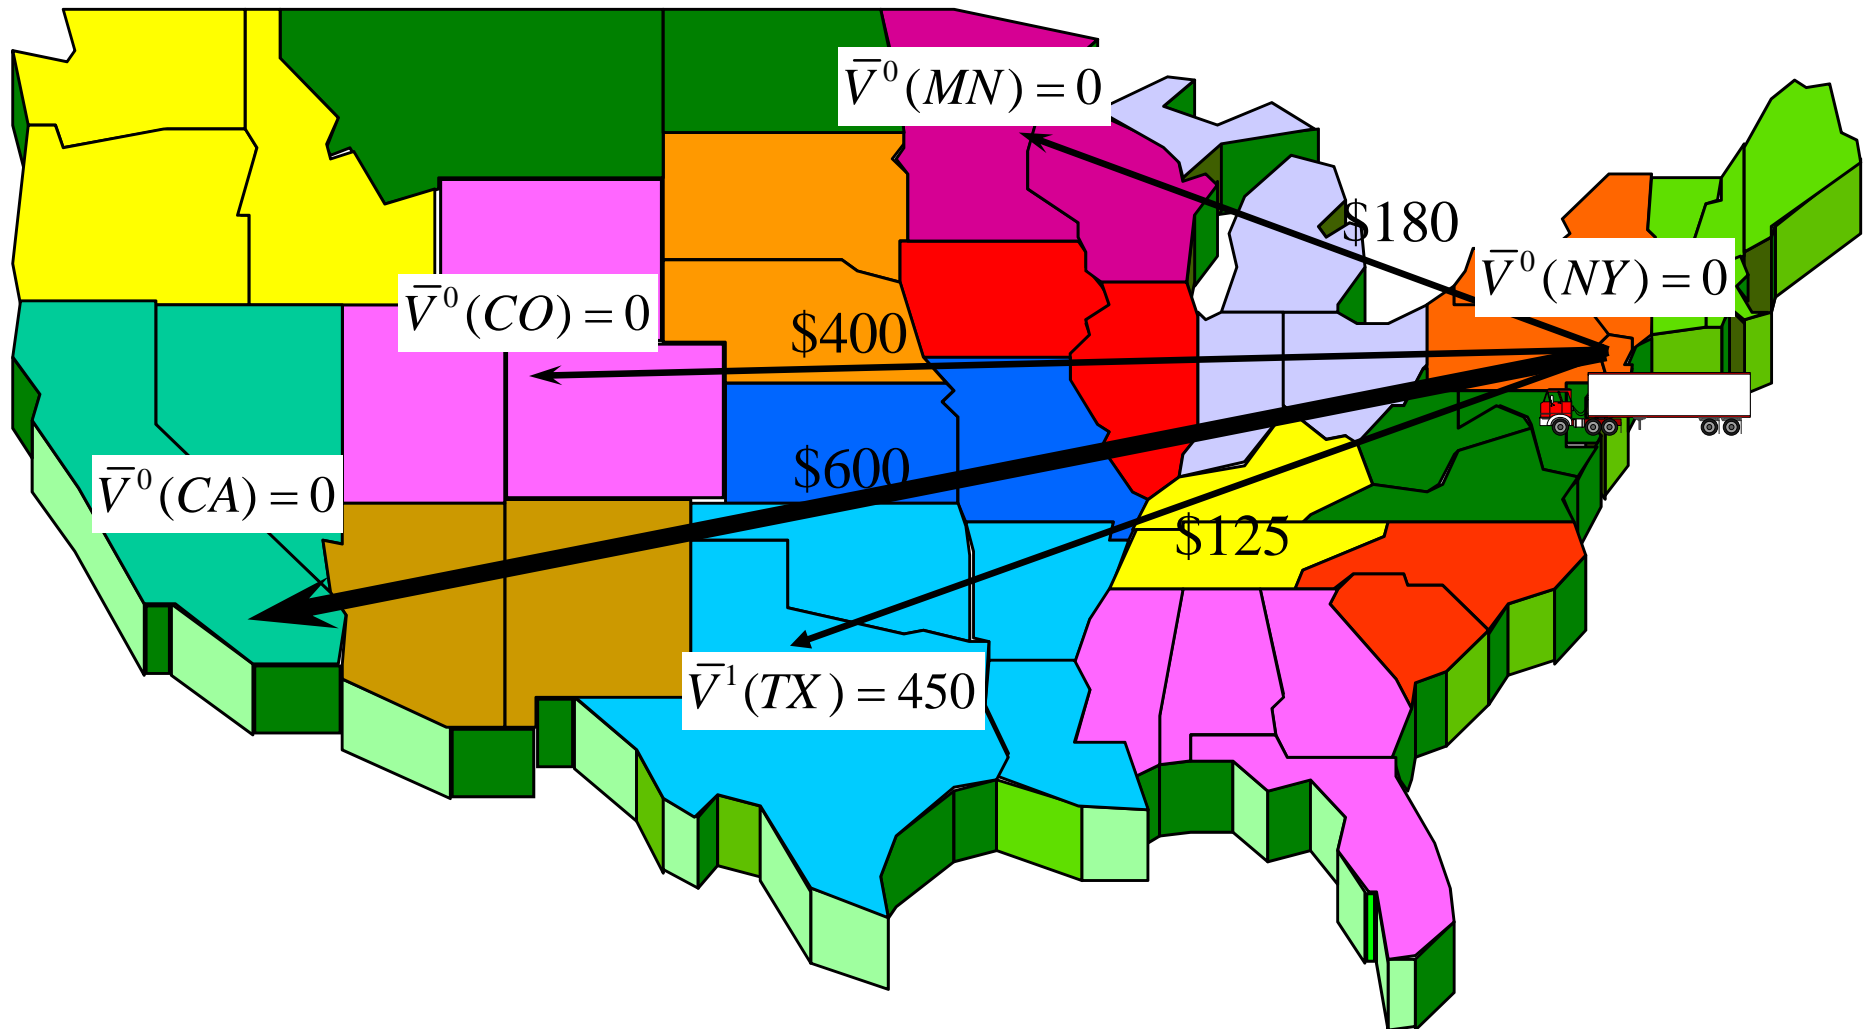 V̅⁰(MN) = 0
$180
V̅⁰(NY) = 0
V̅⁰(CO) = 0
$400
$600
V̅⁰(CA) = 0
$125
V̅¹(TX) = 450